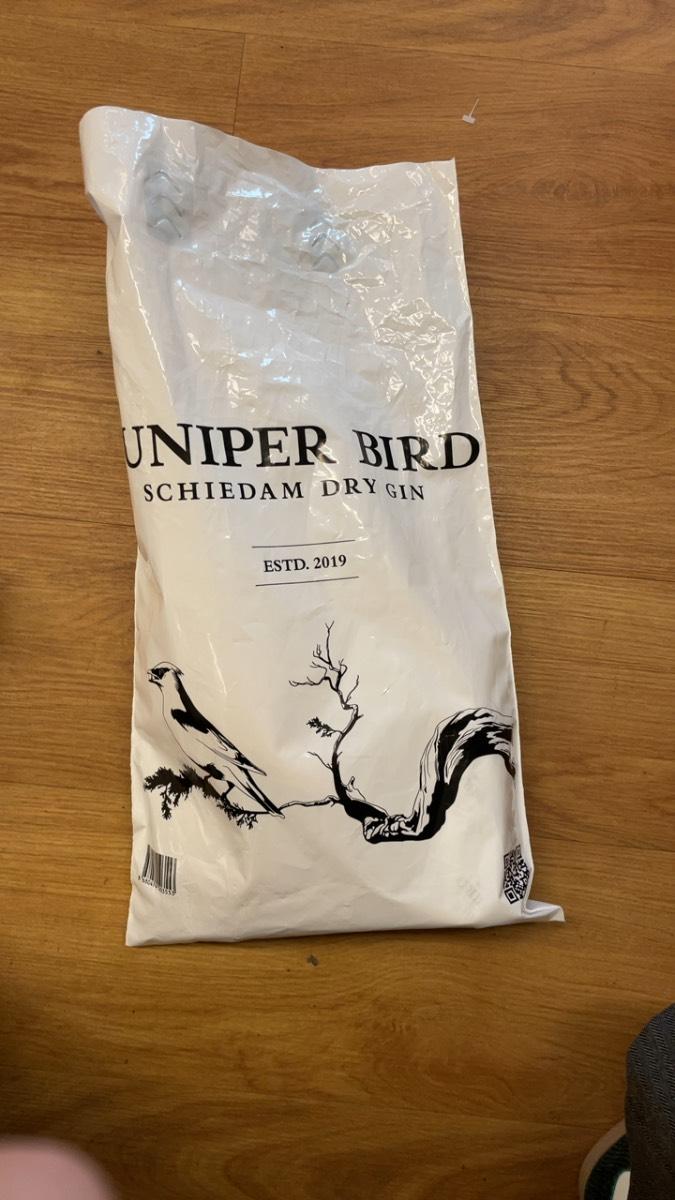 UNIPER BIRD
SCHIEDAM DRY GIN
ESTD. 2019